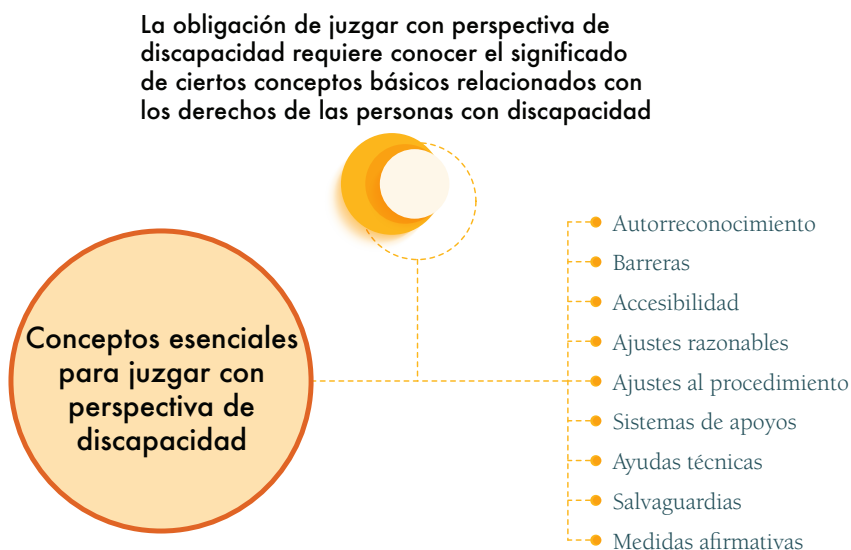 La obligación de juzgar con perspectiva de
discapacidad requiere conocer el significado
de ciertos conceptos básicos relacionados con
los derechos de las personas con discapacidad
Conceptos esenciales
para juzgar con
perspectiva de
discapacidad
Autorreconocimiento
Barreras
Accesibilidad
Ajustes razonables
Ajustes al procedimiento
Sistemas de apoyos
Ayudas técnicas
Salvaguardias
Medidas afirmativas